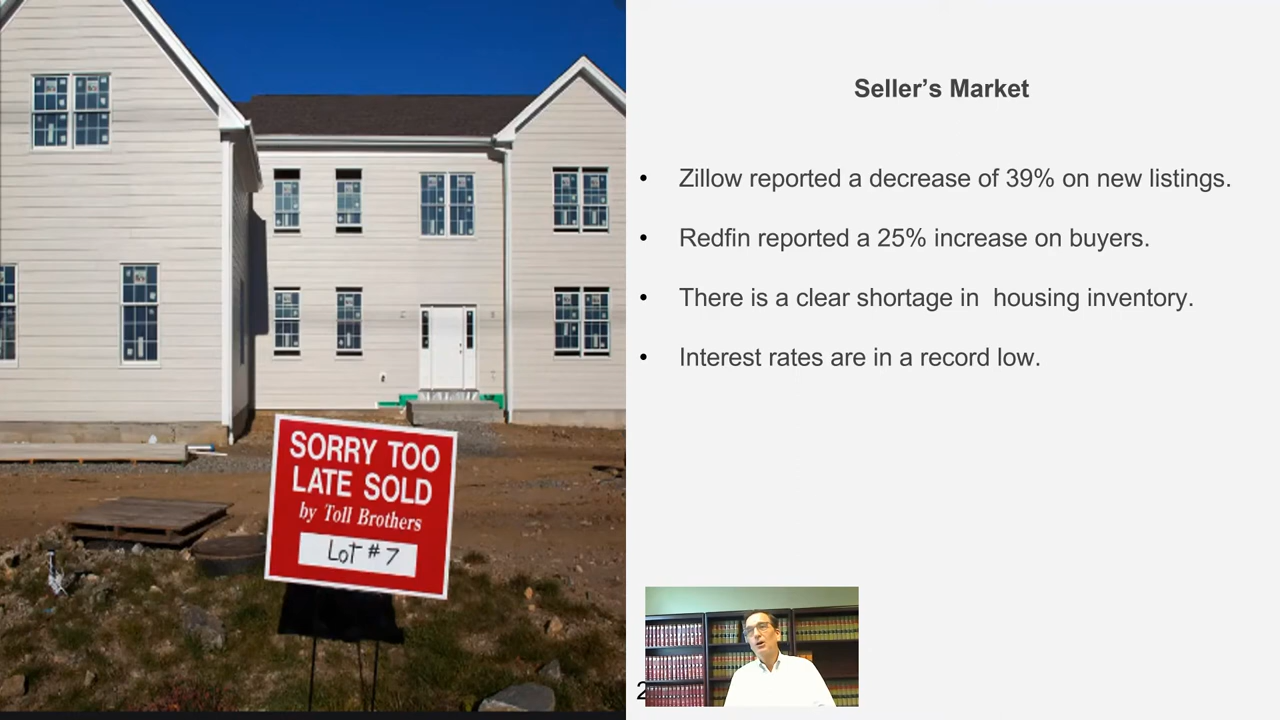 Seller’s Market
• Zillow reported a decrease of 39% on new listings.
• Redfin reported a 25% increase on buyers.
• There is a clear shortage in  housing inventory.
• Interest rates are in a record low.
SORRY TOO
LATE SOLD
by Toll Brothers
Lot #7
2